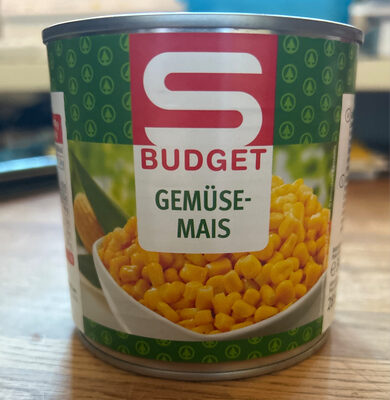 S
BUDGET
GEMÜSE-
MAIS